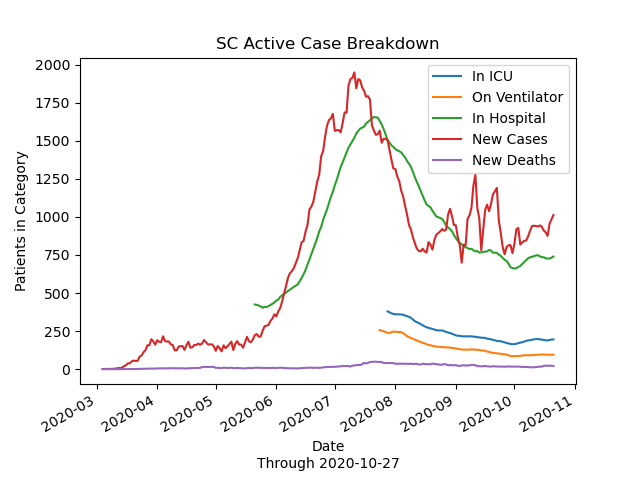 SC Active Case Breakdown
2000
1750
1500
1250
1000
750
500
250
0
Patients in Category
In ICU
On Ventilator
In Hospital
New Cases
New Deaths
2020-03
2020-04
2020-05
2020-06
2020-07
2020-08
2020-09
2020-10
2020-11
Date
Through 2020-10-27